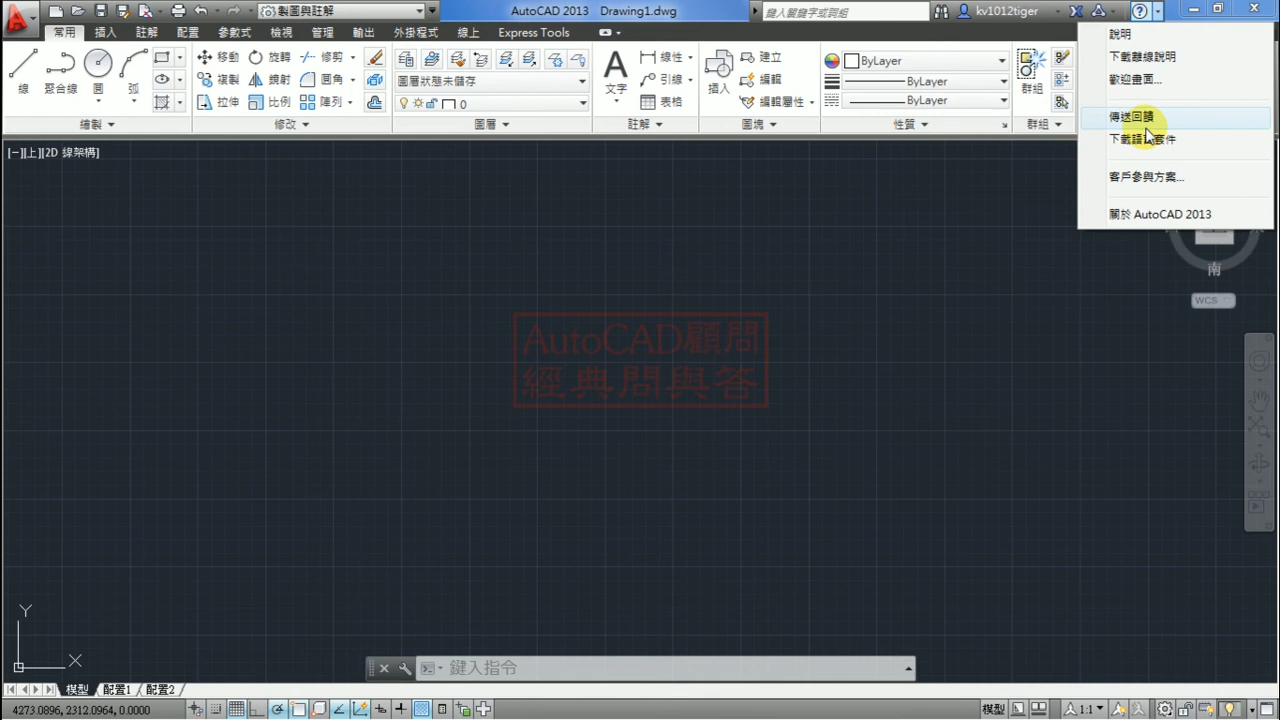 製圖與註解
AutoCAD 2013 Drawing1.dwg
鍵入關鍵字或詞組
kv1012tiger
常用 插入 註解 配置 參數式 檢視 管理 輸出 外掛程式 線上 Express Tools
線
聚合線
圓
弧
移動
旋轉
修剪
複製
鏡射
圓角
拉伸
比例
陣列
圖層狀態未儲存
0
文字
線性
引線
表格
插入
建立
編輯
編輯屬性
ByLayer
ByLayer
ByLayer
群組
繪製
修改
圖層
註解
圖塊
性質
群組
說明
下載離線說明
歡迎畫面...
傳送回饋
下載語言套件
客戶參與方案...
關於 AutoCAD 2013
[−]上][2D 線架構]
南
WCS
AutoCAD顧問
經典問與答
Y
X
鍵入指令
模型 配置1 配置2
4273.0896, 2312.0964, 0.0000
模型
1:1